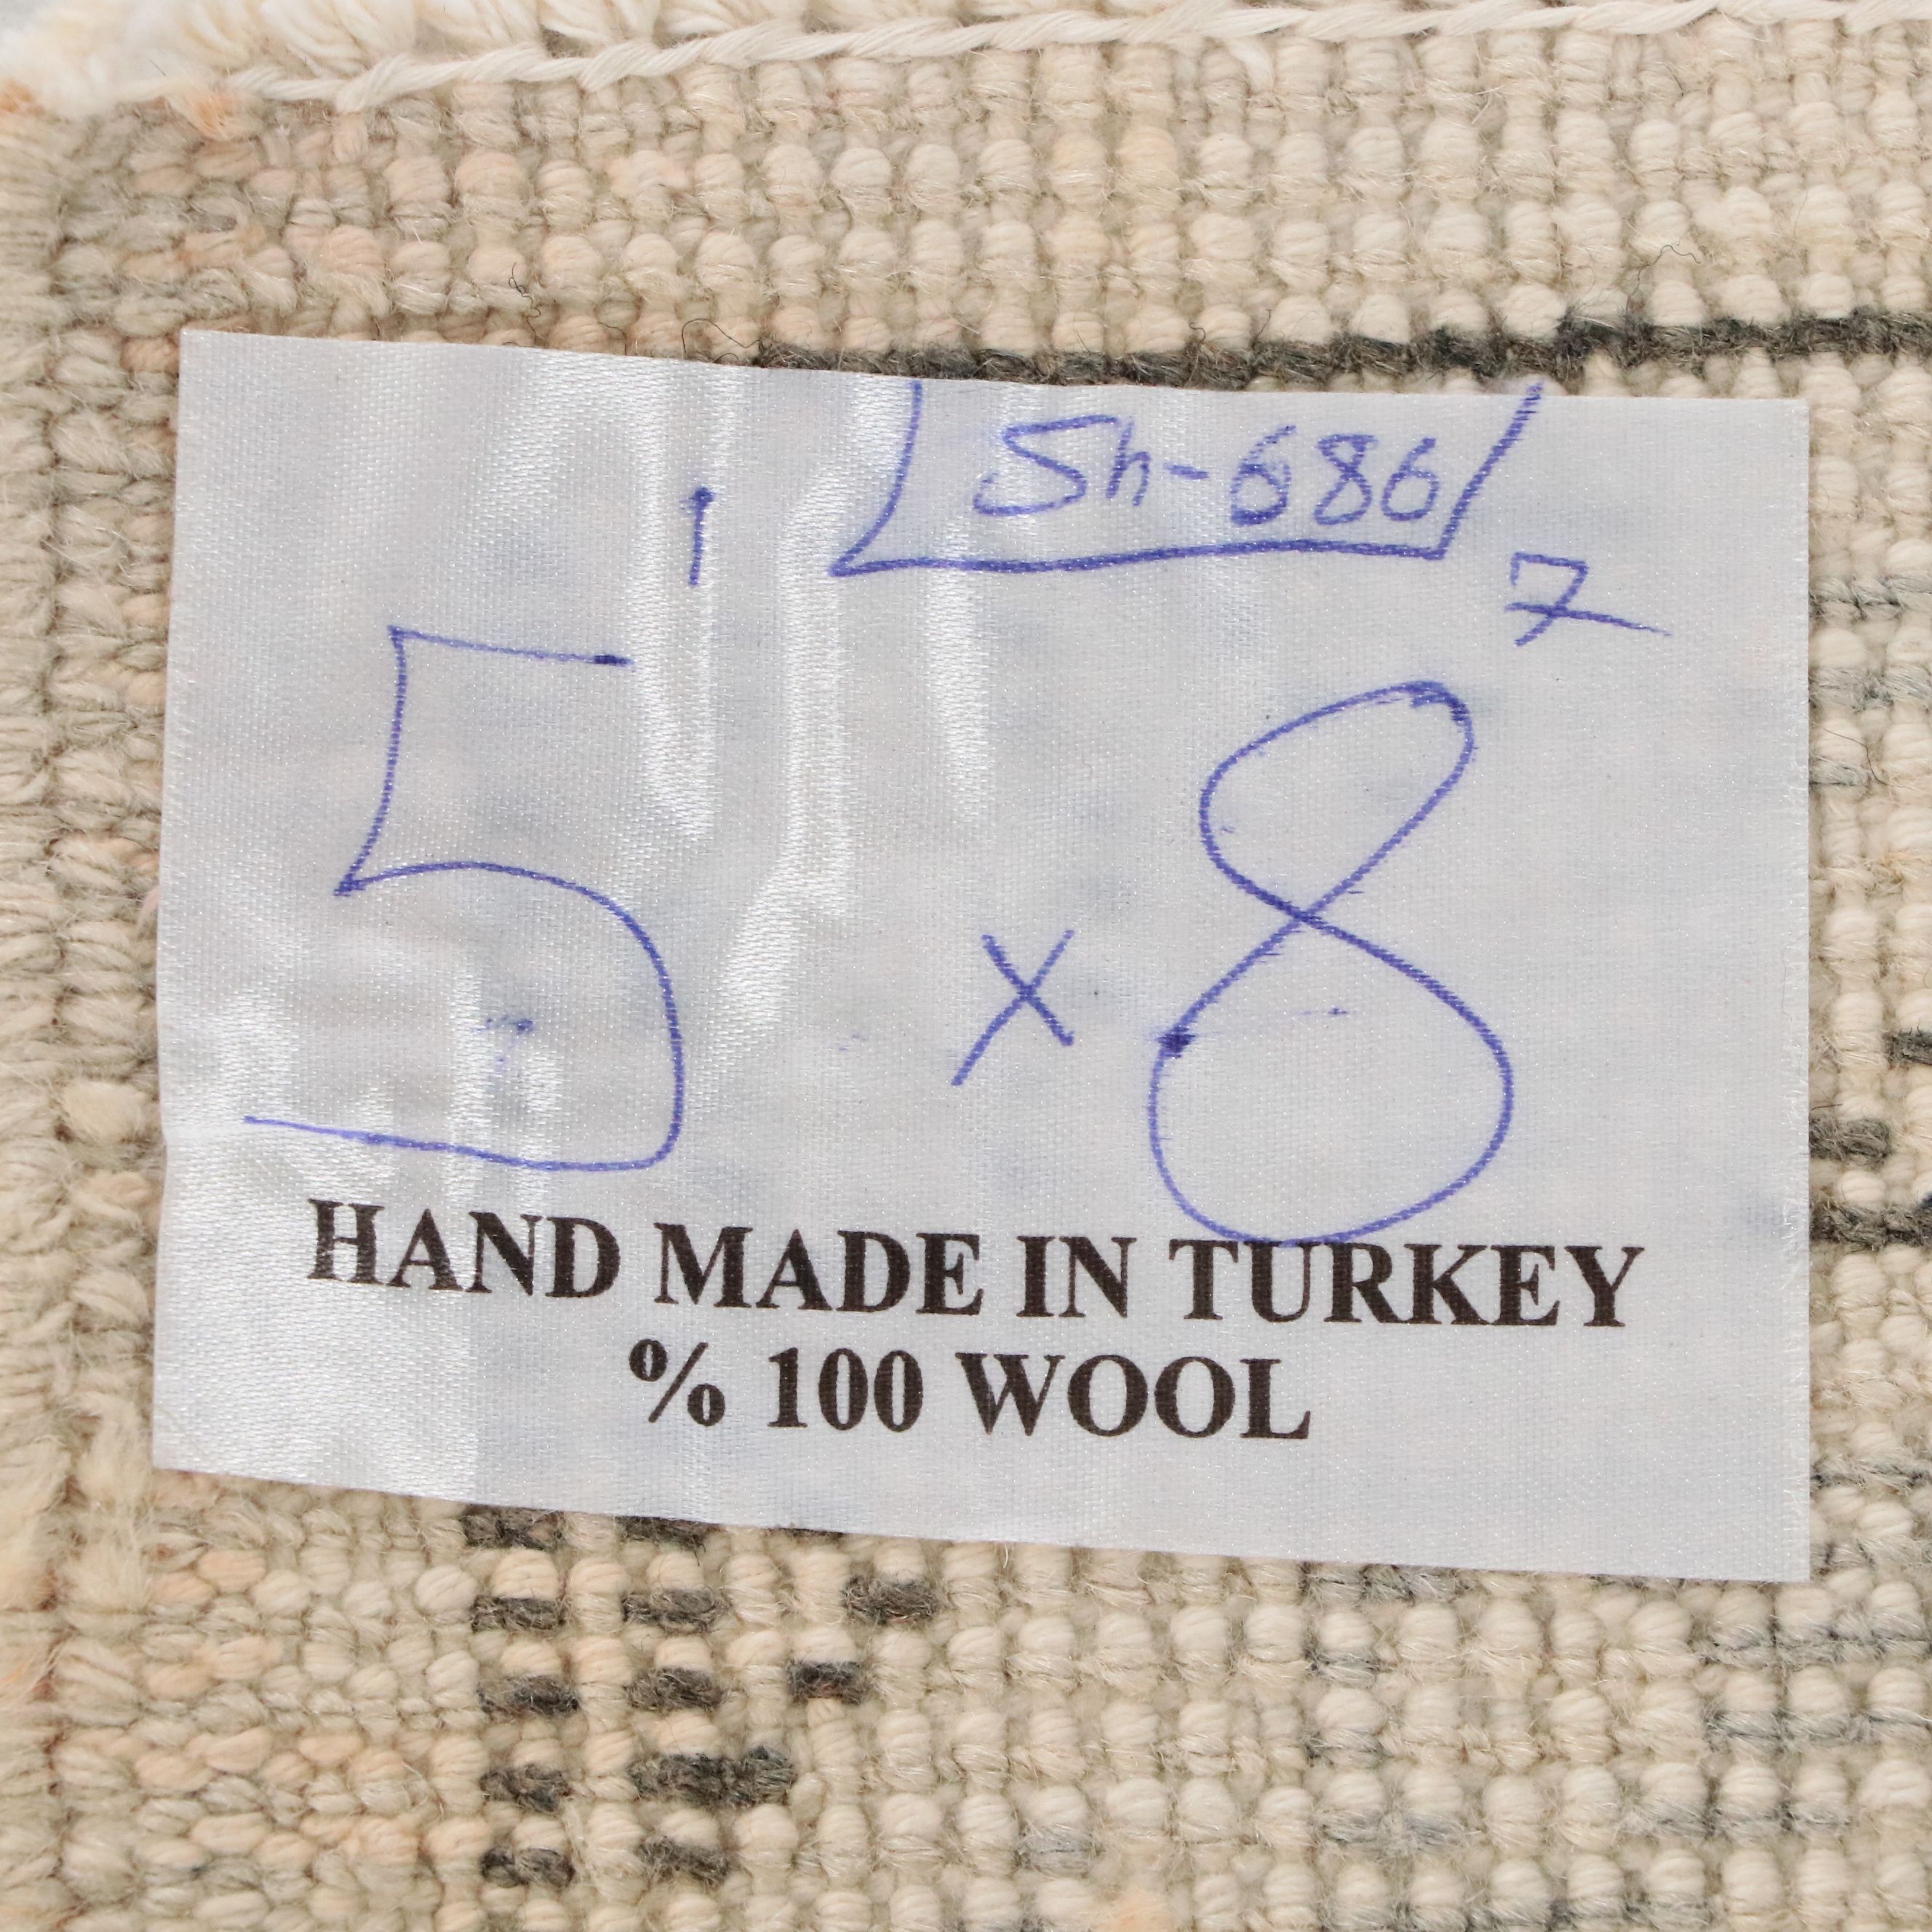 Sh-686
5 1 x 8 7
HAND MADE IN TURKEY
% 100 WOOL